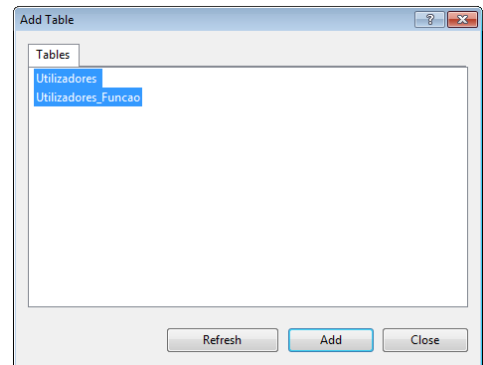 Add Table
Tables
Utilizadores
Utilizadores_Funcao
Refresh Add Close